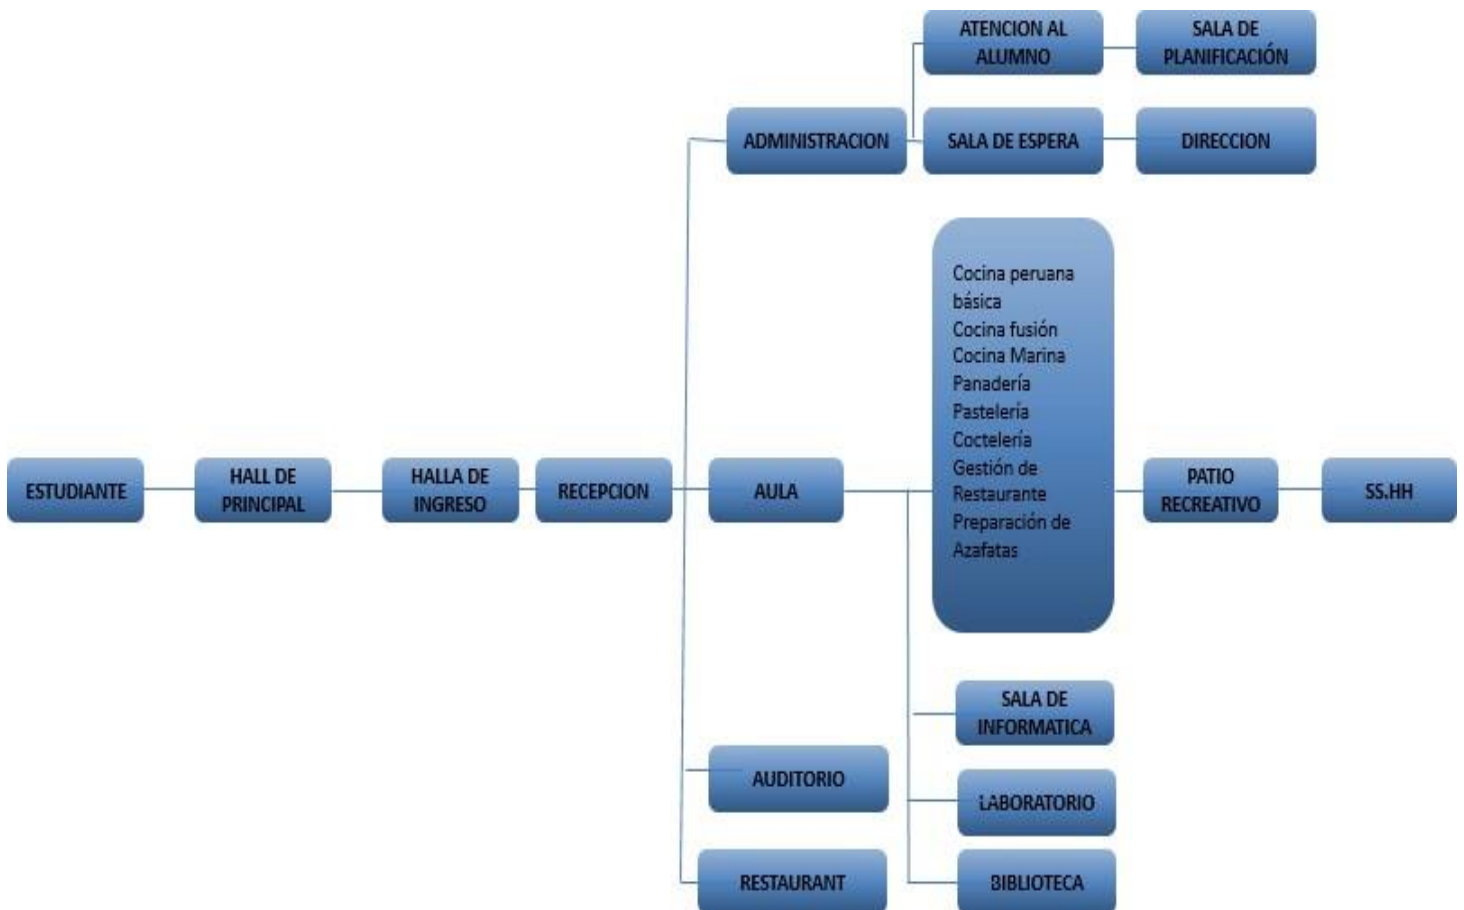 ATENCION AL
ALUMNO
SALA DE
PLANIFICACIÓN
ADMINISTRACION
SALA DE ESPERA
DIRECCION
Cocina peruana
básica
Cocina fusión
Cocina Marina
Panadería
Pastelería
Coctelería
Gestión de
Restaurante
Preparación de
Azafatas
ESTUDIANTE
HALL DE
PRINCIPAL
HALLA DE
INGRESO
RECEPCION
AULA
PATIO
RECREATIVO
SS.HH
SALA DE
INFORMATICA
AUDITORIO
LABORATORIO
RESTAURANT
BIBLIOTECA